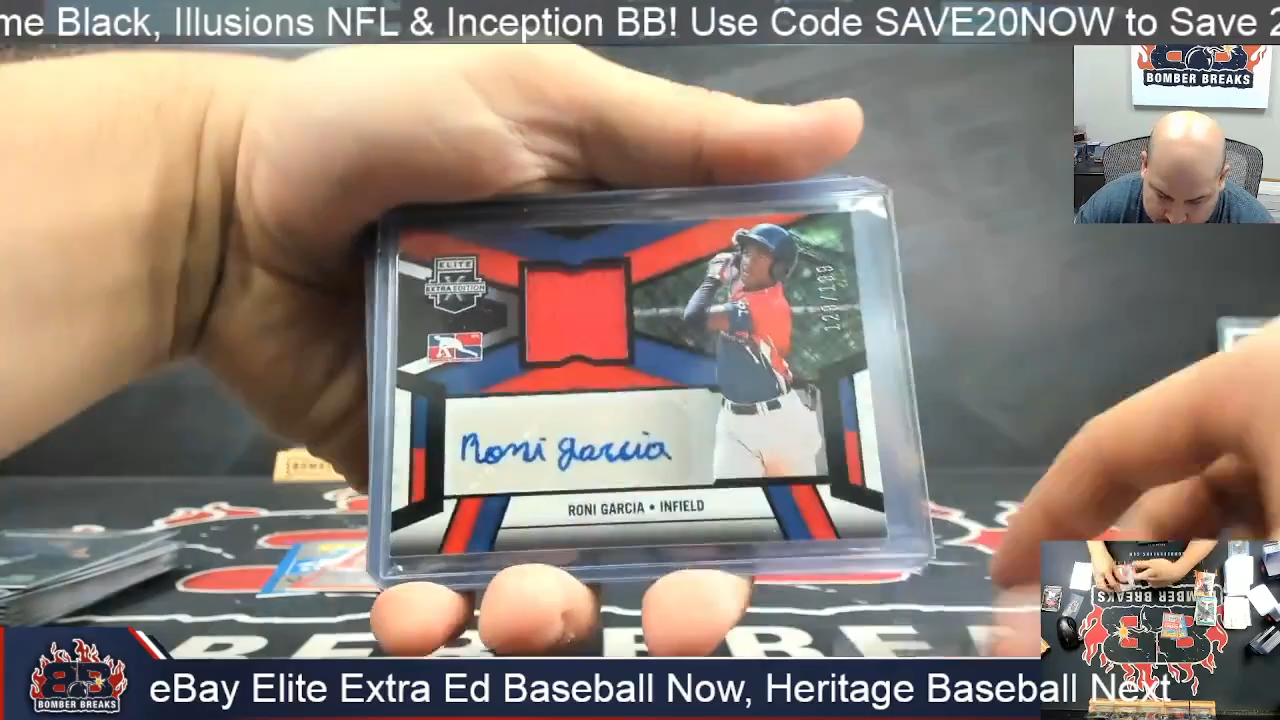 me Black, Illusions NFL & Inception BB! Use Code SAVE20NOW to Save 2
BOMBER BREAKS
ELITE
EXTRA EDITION
Roni Garcia
RONI GARCIA • INFIELD
BOMBER BREAKS
eBay Elite Extra Ed Baseball Now, Heritage Baseball Next